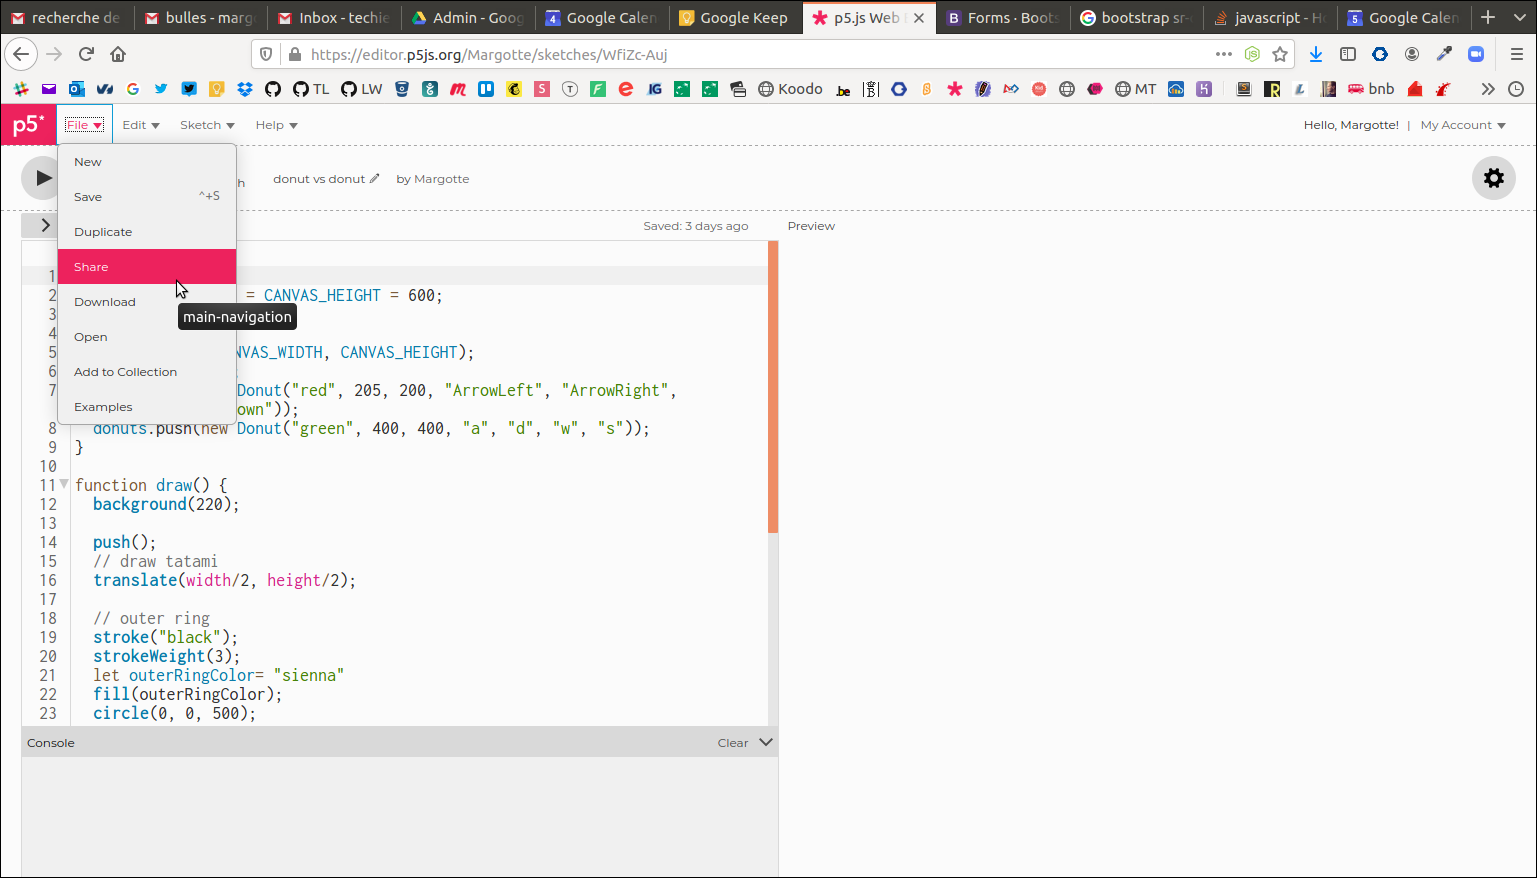 recherche de
bulles - marg
Inbox - techie
Admin - Goog
Google Calen
Google Keep
p5.js Web E
Forms · Boots
bootstrap sr-
javascript - Ho
Google Calen
https://editor.p5js.org/Margotte/sketches/WfiZc-Auj
TL
LW
Koodo
.be
MT
bnb
p5*
File
Edit
Sketch
Help
Hello, Margotte! | My Account
New
Save ^+S
Duplicate
Share
Download
Open
Add to Collection
Examples
main-navigation
h
donut vs donut
by Margotte
Saved: 3 days ago
Preview
1
2 = CANVAS_HEIGHT = 600;
3
4
5 NVAS_WIDTH, CANVAS_HEIGHT);
6
7 Donut("red", 205, 200, "ArrowLeft", "ArrowRight",
own"));
8 donuts.push(new Donut("green", 400, 400, "a", "d", "w", "s"));
9 }
10
11 function draw() {
12 background(220);
13
14 push();
15 // draw tatami
16 translate(width/2, height/2);
17
18 // outer ring
19 stroke("black");
20 strokeWeight(3);
21 let outerRingColor= "sienna"
22 fill(outerRingColor);
23 circle(0, 0, 500);
Console
Clear